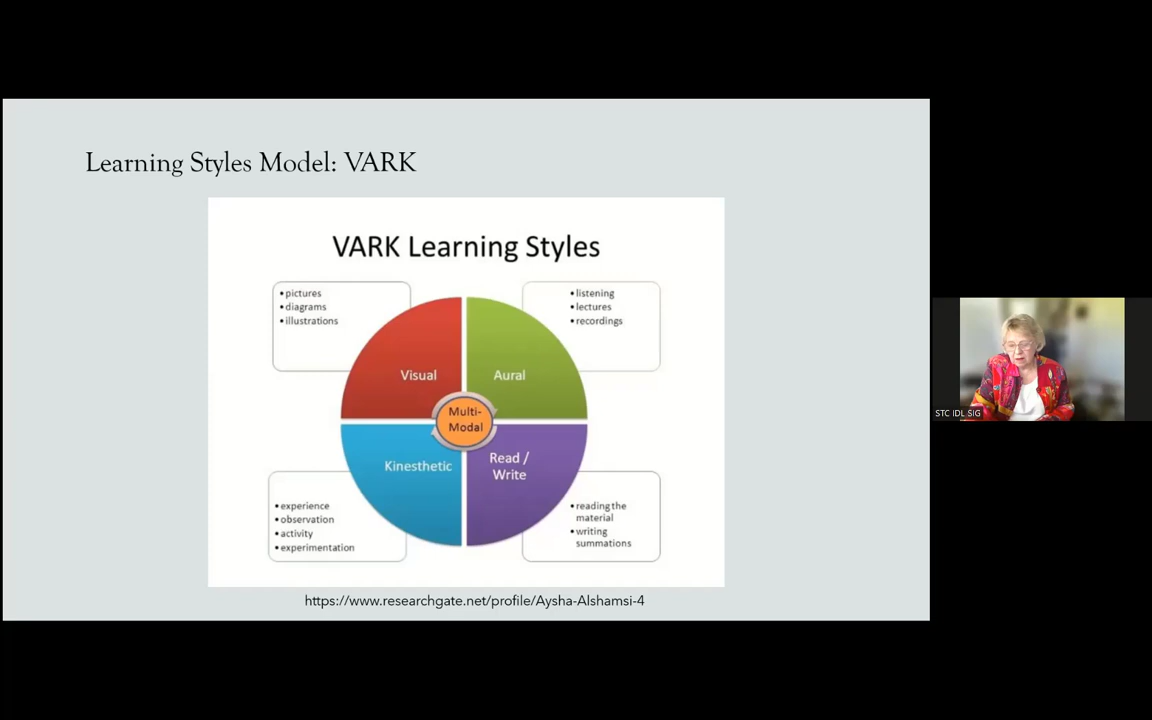 Learning Styles Model: VARK
VARK Learning Styles
• pictures
• diagrams
• illustrations
• listening
• lectures
• recordings
Visual
Aural
Multi-
Modal
Kinesthetic
Read /
Write
• experience
• observation
• activity
• experimentation
• reading the
material
• writing
summations
https://www.researchgate.net/profile/Aysha-Alshamsi-4
STC IDL SIG